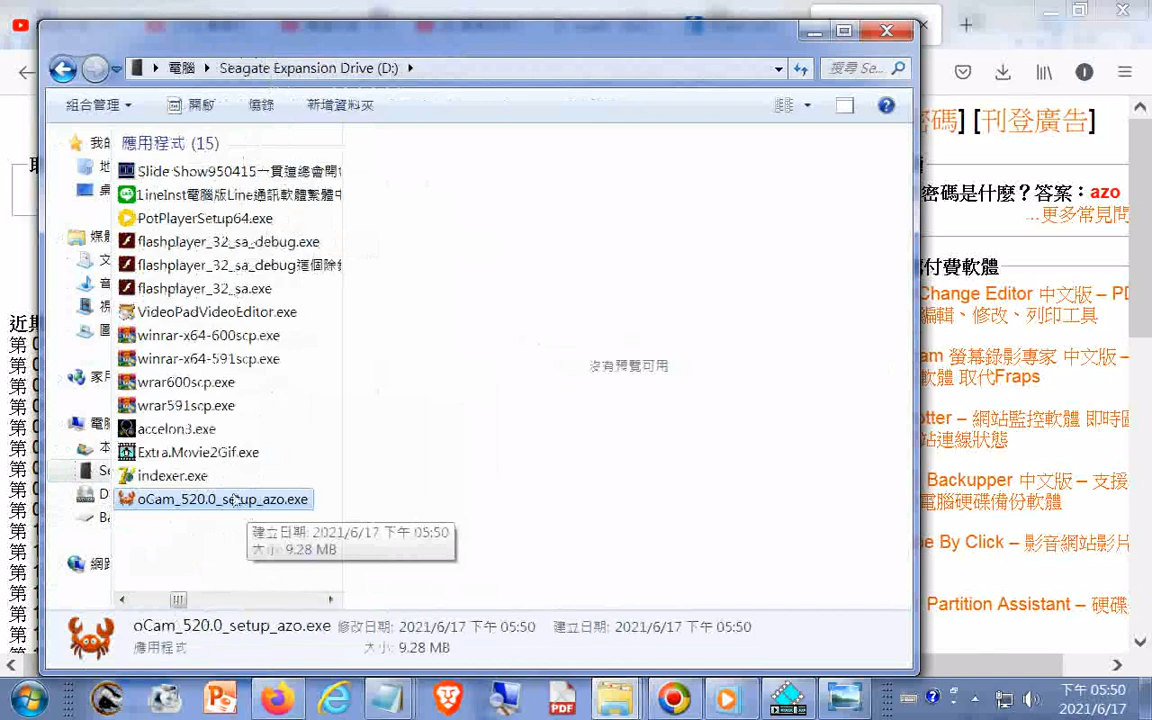 電腦 ▸ Seagate Expansion Drive (D:) ▸
搜尋 Se...
組合管理 開啟 燒錄 新增資料夾
應用程式 (15)
Slide Show950415一貫道總會開
LineInst電腦版Line通訊軟體繁體中
PotPlayerSetup64.exe
flashplayer_32_sa_debug.exe
flashplayer_32_sa_debug這個除
flashplayer_32_sa.exe
VideoPadVideoEditor.exe
winrar-x64-600scp.exe
winrar-x64-591scp.exe
wrar600scp.exe
wrar591scp.exe
accelon3.exe
Extra.Movie2Gif.exe
indexer.exe
oCam_520.0_setup_azo.exe
建立日期: 2021/6/17 下午 05:50
大小: 9.28 MB
沒有預覽可用
我的
媒體
電腦
網路
oCam_520.0_setup_azo.exe 修改日期: 2021/6/17 下午 05:50 建立日期: 2021/6/17 下午 05:50
應用程式 大小: 9.28 MB
密碼] [刊登廣告]
密碼是什麼？答案：azo
...更多常見問
付費軟體
Change Editor 中文版 – PD
編輯、修改、列印工具
am 螢幕錄影專家 中文版 –
軟體 取代Fraps
otter – 網站監控軟體 即時
站連線狀態
Backupper 中文版 – 支援
電腦硬碟備份軟體
e By Click – 影音網站影片
Partition Assistant – 硬碟
近期
第 0
下午 05:50
2021/6/17